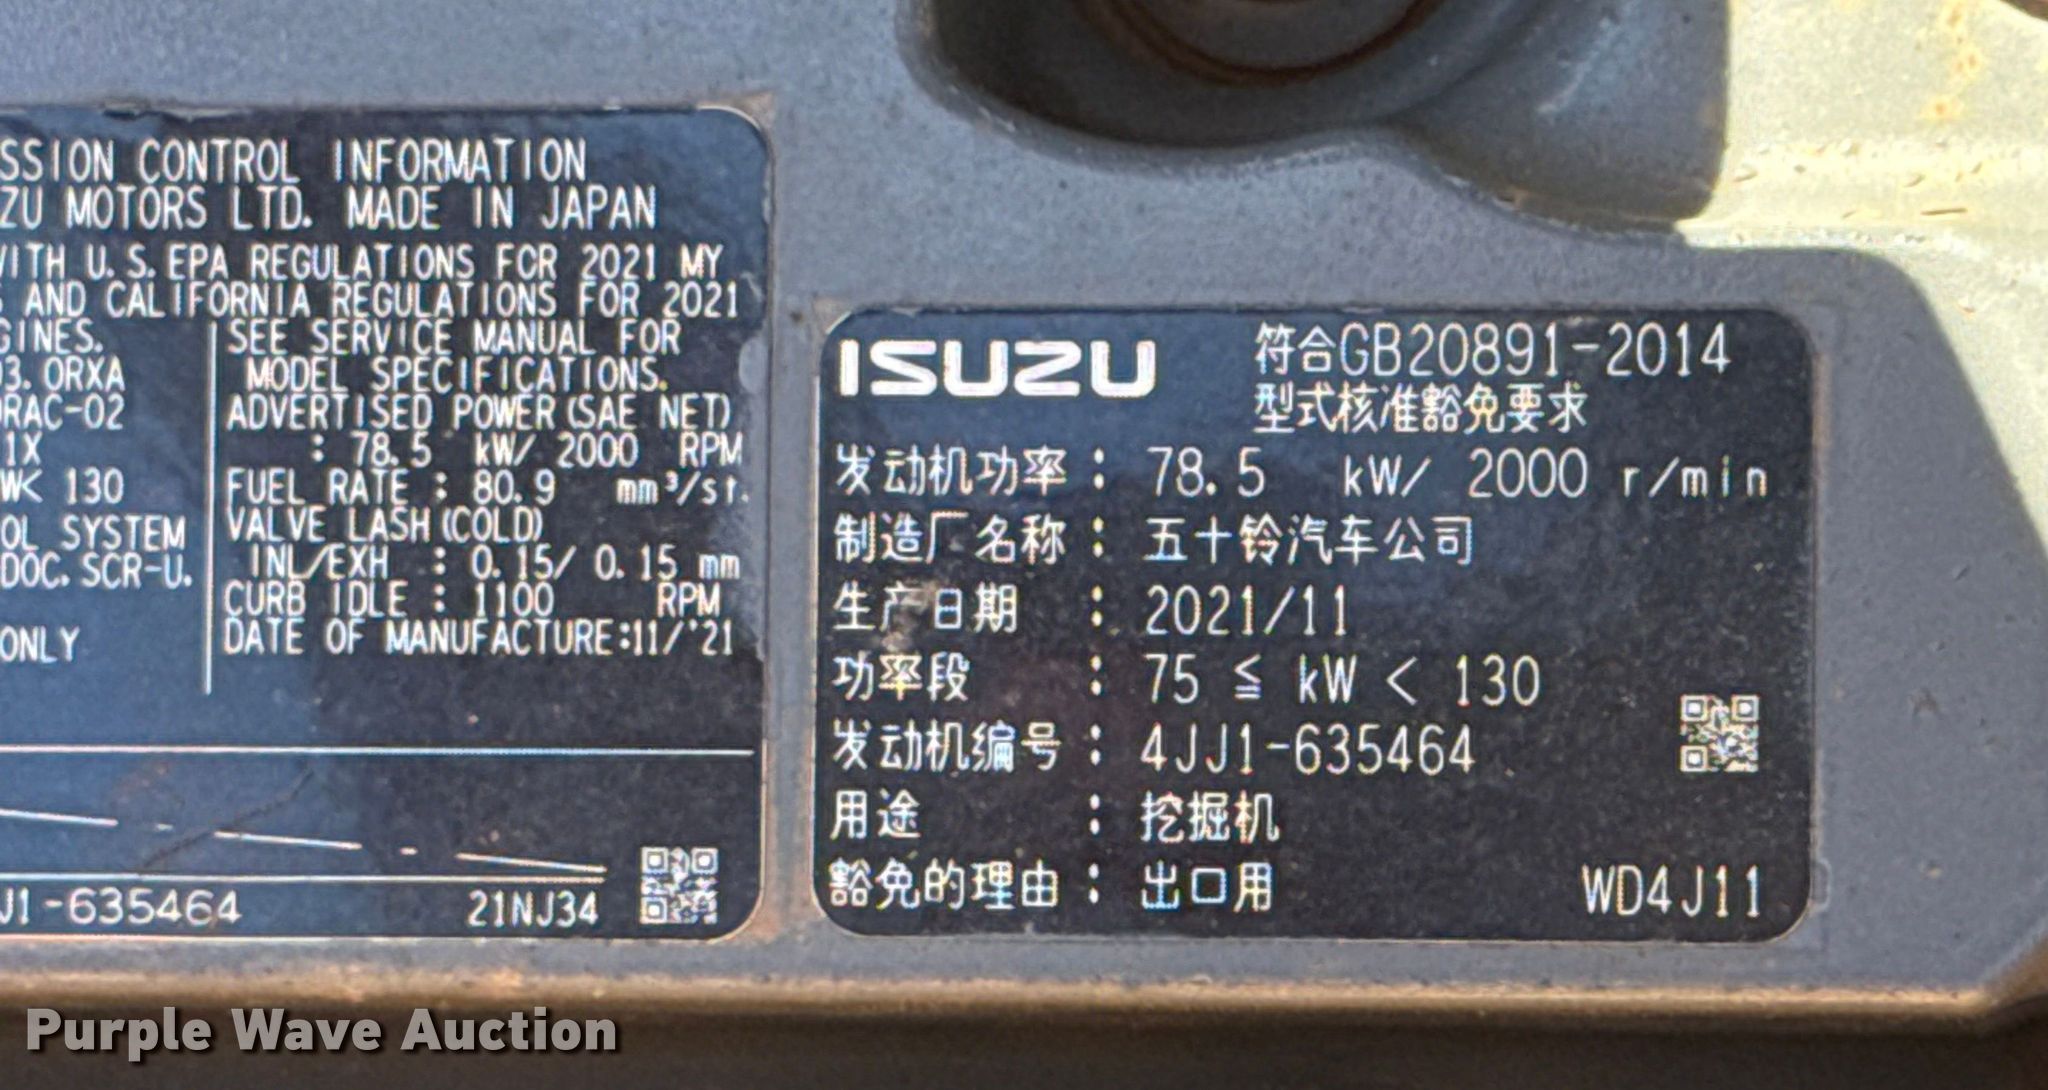 SSION CONTROL INFORMATION
ZU MOTORS LTD. MADE IN JAPAN
WITH U.S.EPA REGULATIONS FOR 2021 MY
AND CALIFORNIA REGULATIONS FOR 2021
GINES.
03.0RXA
0RAC-02
1X
W< 130
OL SYSTEM
DOC.SCR-U.
ONLY
SEE SERVICE MANUAL FOR
MODEL SPECIFICATIONS.
ADVERTISED POWER(SAE NET)
: 78.5 kW/ 2000 RPM
FUEL RATE : 80.9 mm³/st.
VALVE LASH(COLD)
INL/EXH : 0.15/ 0.15 mm
CURB IDLE : 1100 RPM
DATE OF MANUFACTURE:11/'21
J1-635464 21NJ34
ISUZU 符合GB20891-2014
型式核准豁免要求
发动机功率 : 78.5 kW/ 2000 r/min
制造厂名称 : 五十铃汽车公司
生产日期 : 2021/11
功率段 : 75 ≦ kW < 130
发动机编号 : 4JJ1-635464
用途 : 挖掘机
豁免的理由 : 出口用 WD4J11
Purple Wave Auction